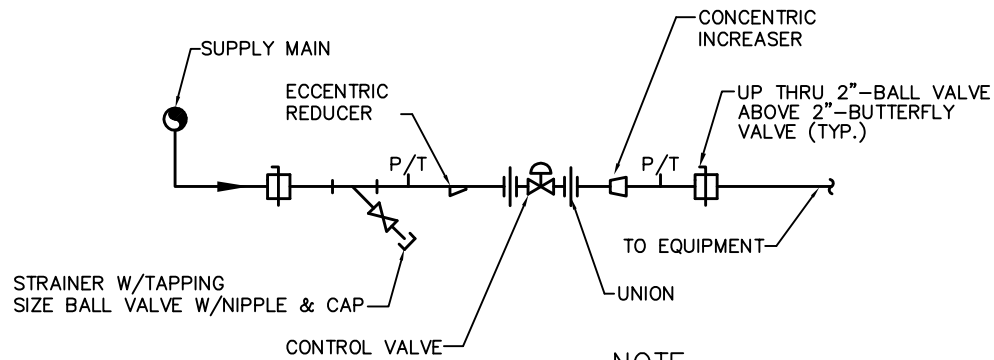 CONCENTRIC
INCREASER
SUPPLY MAIN
ECCENTRIC
REDUCER
UP THRU 2"-BALL VALVE
ABOVE 2"-BUTTERFLY
VALVE (TYP.)
P/T
P/T
TO EQUIPMENT
STRAINER W/TAPPING
SIZE BALL VALVE W/NIPPLE & CAP
UNION
CONTROL VALVE
NOTE